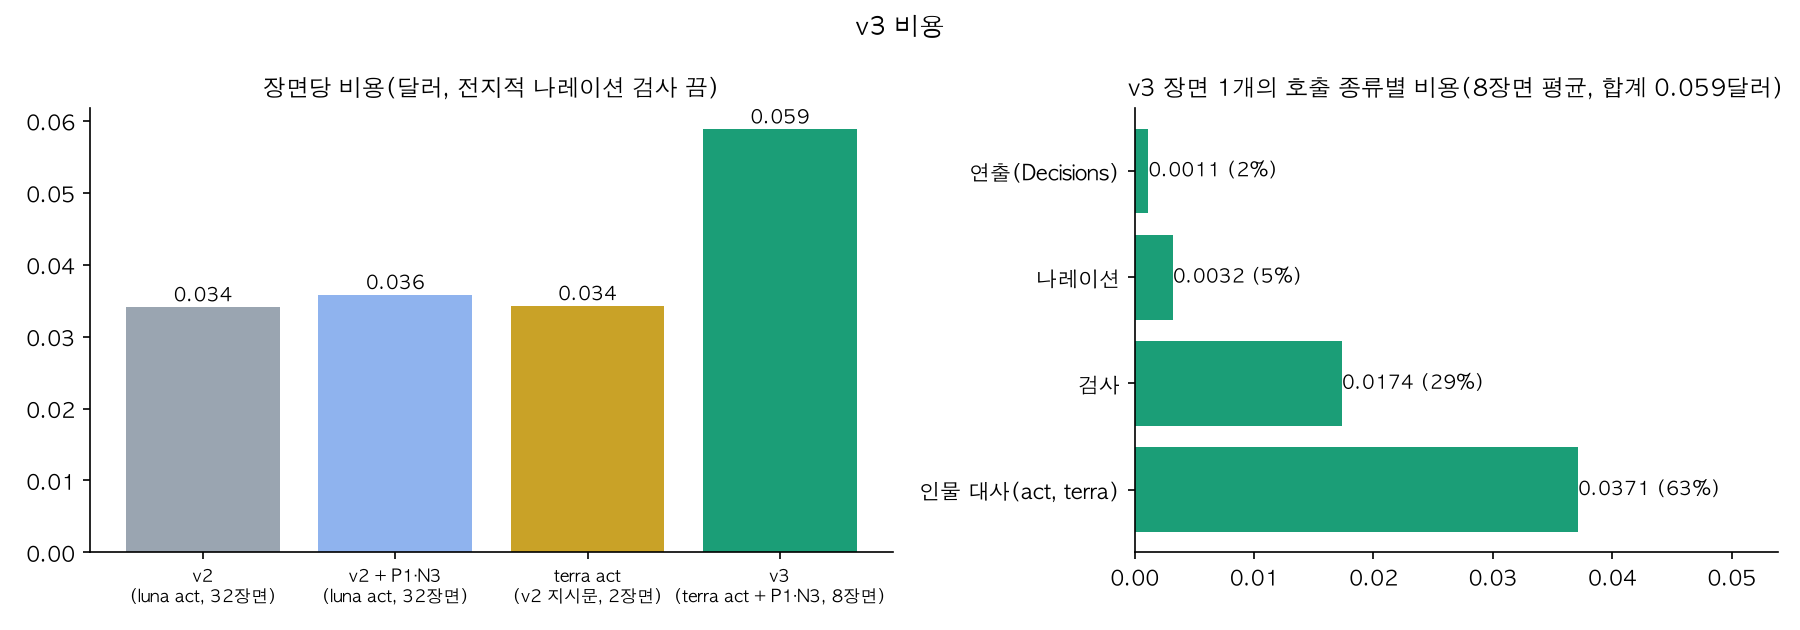 v3 비용
장면당 비용(달러, 전지적 나레이션 검사 끔)
0.06
0.05
0.04
0.03
0.02
0.01
0.00
0.034
0.036
0.034
0.059
v2
(luna act, 32장면)
v2 + P1·N3
(luna act, 32장면)
terra act
(v2 지시문, 2장면)
v3
(terra act + P1·N3, 8장면)
v3 장면 1개의 호출 종류별 비용(8장면 평균, 합계 0.059달러)
연출(Decisions)
0.0011 (2%)
나레이션
0.0032 (5%)
검사
0.0174 (29%)
인물 대사(act, terra)
0.0371 (63%)
0.00
0.01
0.02
0.03
0.04
0.05